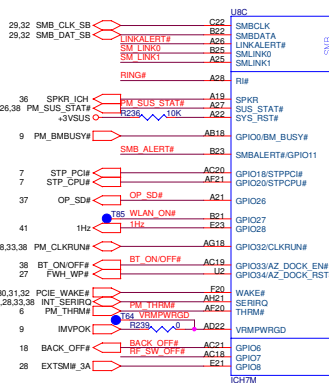 U8C
29,32 SMB_CLK_SB C22 SMBCLK
29,32 SMB_DAT_SB B22 SMBDATA
LINKALERT# A26 LINKALERT#
SM_LINK0 B25 SMLINK0
SM_LINK1 A25 SMLINK1
SMB
RING# A28 RI#
36 SPKR_ICH A19 SPKR
26,38 PM_SUS_STAT# PM_SUS_STAT# A27 SUS_STAT#
+3VSUS R236 10K A22 SYS_RST#
9 PM_BMBUSY# AB18 GPIO0/BM_BUSY#
SMB_ALERT# B23 SMBALERT#/GPIO11
7 STP_PCI# AC20 GPIO18/STPPCI#
7 STP_CPU# AF21 GPIO20/STPCPU#
37 OP_SD# OP_SD# A21 GPIO26
T85 WLAN_ON# B21 GPIO27
41 1Hz 1Hz E23 GPIO28
28,33,38 PM_CLKRUN# AG18 GPIO32/CLKRUN#
38 BT_ON/OFF# BT_ON/OFF# AC19 GPIO33/AZ_DOCK_EN#
27 FWH_WP# U2 GPIO34/AZ_DOCK_RST#
30,31,32 PCIE_WAKE# F20 WAKE#
,28,33,38 INT_SERIRQ AH21 SERIRQ
6 PM_THRM# PM_THRM# AF20 THRM#
T64 VRMPWRGD
9 IMVPOK R239 0 AD22 VRMPWRGD
18 BACK_OFF# BACK_OFF# AC21 GPIO6
RF_SW_OFF# AC18 GPIO7
28 EXTSMI#_3A E21 GPIO8
ICH7M